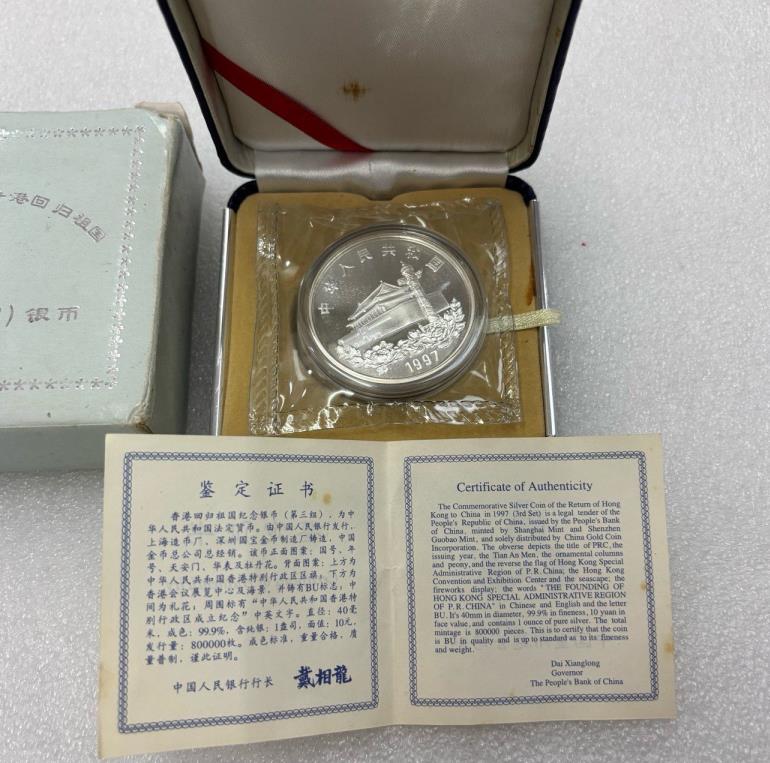 港回归祖国
)银币
中华人民共和国
1997
鉴定证书
香港回归祖国纪念银币(第三组),为中
华人民共和国法定货币。由中国人民银行发行,
上海造币厂、深圳国宝金币制造厂铸造,中国
金币总公司总经销。该币正面图案:国号、年
号、天安门、华表及牡丹花。背面图案:上方为
中华人民共和国香港特别行政区区旗;下方为
香港会议展览中心及海景,并铸有BU标志,中
间为礼花;周围标有“中华人民共和国香港特
别行政区成立纪念”中英文字。直径:40毫
米,成色:99.9%,含纯银:1盎司,面值:10元,
发行量:800000枚。成色标准,重量合格,质
量普制,谨此证明。
中国人民银行行长 戴相龍
Certificate of Authenticity
The Commemorative Silver Coin of the Return of Hong
Kong to China in 1997 (3rd Set) is a legal tender of the
People's Republic of China, issued by the People's Bank
of China, minted by Shanghai Mint and Shenzhen
Guobao Mint, and solely distributed by China Gold Coin
Incorporation. The obverse depicts the title of PRC, the
issuing year, the Tian An Men, the ornamental columns
and peony, and the reverse the flag of Hong Kong Special
Administrative Region of P.R.China; the Hong Kong
Convention and Exhibition Center and the seascape; the
fireworks display; the words "THE FOUNDING OF
HONG KONG SPECIAL ADMINISTRATIVE REGION
OF P.R.CHINA" in Chinese and English and the letter
BU. It's 40mm in diameter, 99.9% in fineness, 10 yuan in
face value, and contains 1 ounce of pure silver. The total
mintage is 800000 pieces. This is to certify that the coin
is BU in quality and is up to standard as to its fineness
and weight.
Dai Xianglong
Governor
The People's Bank of China